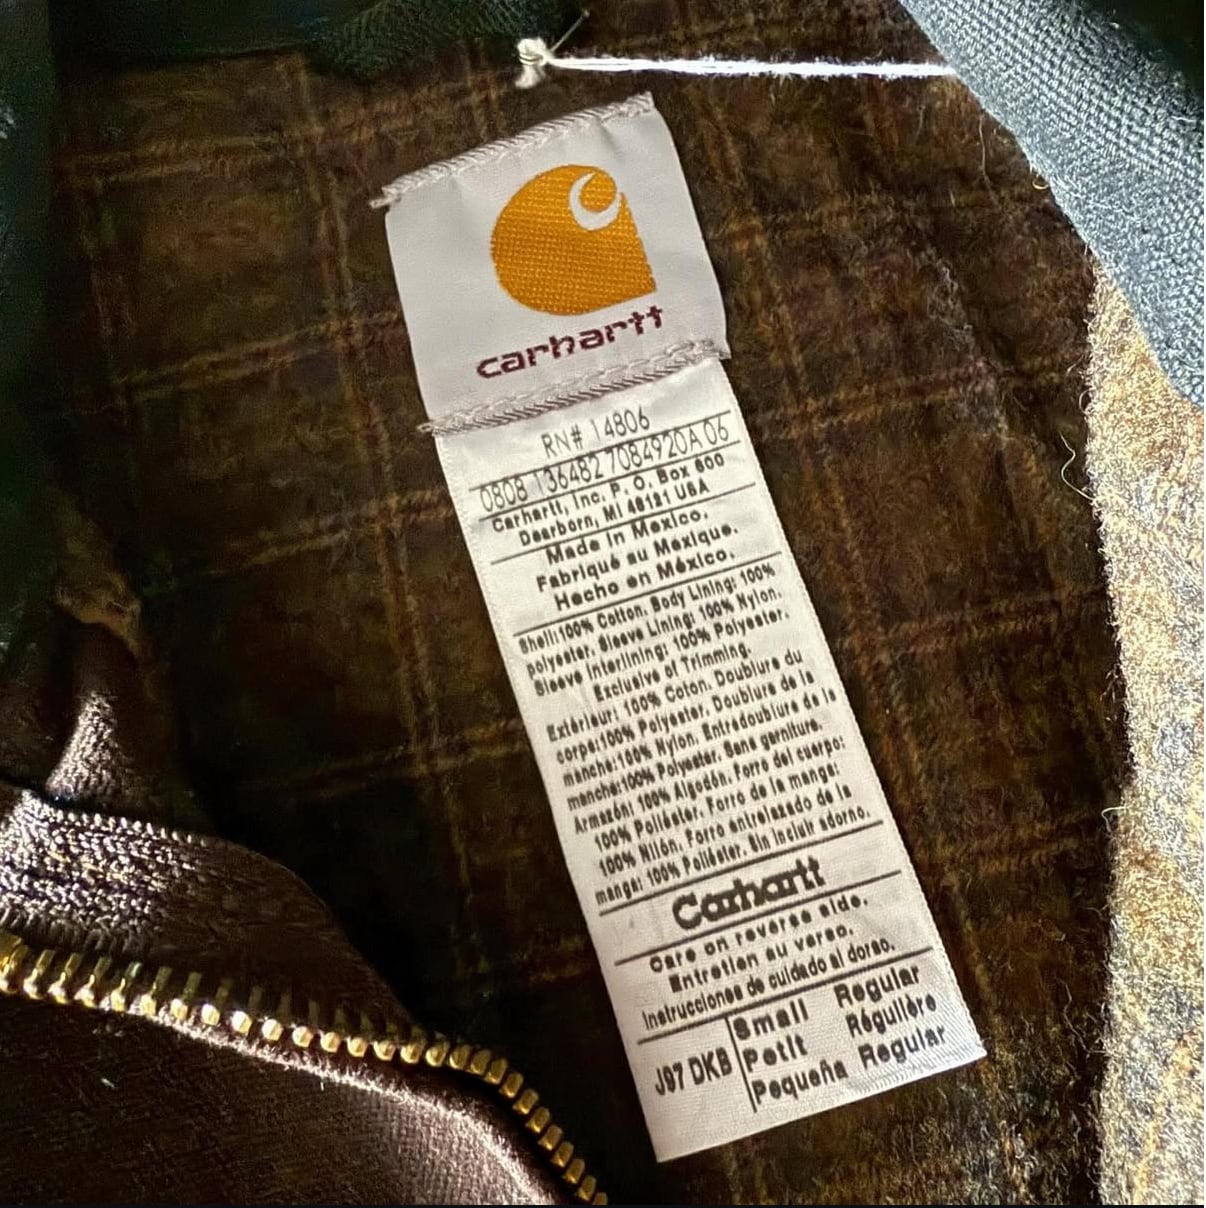 carhartt
RN# 14806
0808 136482 7084920A 06
Carhartt, Inc. P. O. Box 600
Dearborn, MI 48121 USA
Made in Mexico.
Fabriqué au Mexique.
Hecho en México.
Shell:100% Cotton. Body Lining: 100%
polyester, Sleeve Lining: 100% Nylon.
Sleeve Interlining: 100% Polyester.
Exclusive of Trimming.
Extérieur: 100% Coton. Doublure du
corps:100% Polyester. Doublure de la
manche:100% Nylon. Entredoublure de la
manche:100% Polyester. Sans garniture.
Armazón: 100% Algodón. Forro del cuerpo:
100% Poliéster. Forro de la manga:
100% Nilón. Forro entrelazado de la
manga: 100% Poliéster. Sin incluir adorno.
Carhartt
Care on reverse side.
Entretien au verso.
Instrucciones de cuidado al dorso.
J97 DKB
Small Regular
Petit Régulière
Pequeña Regular